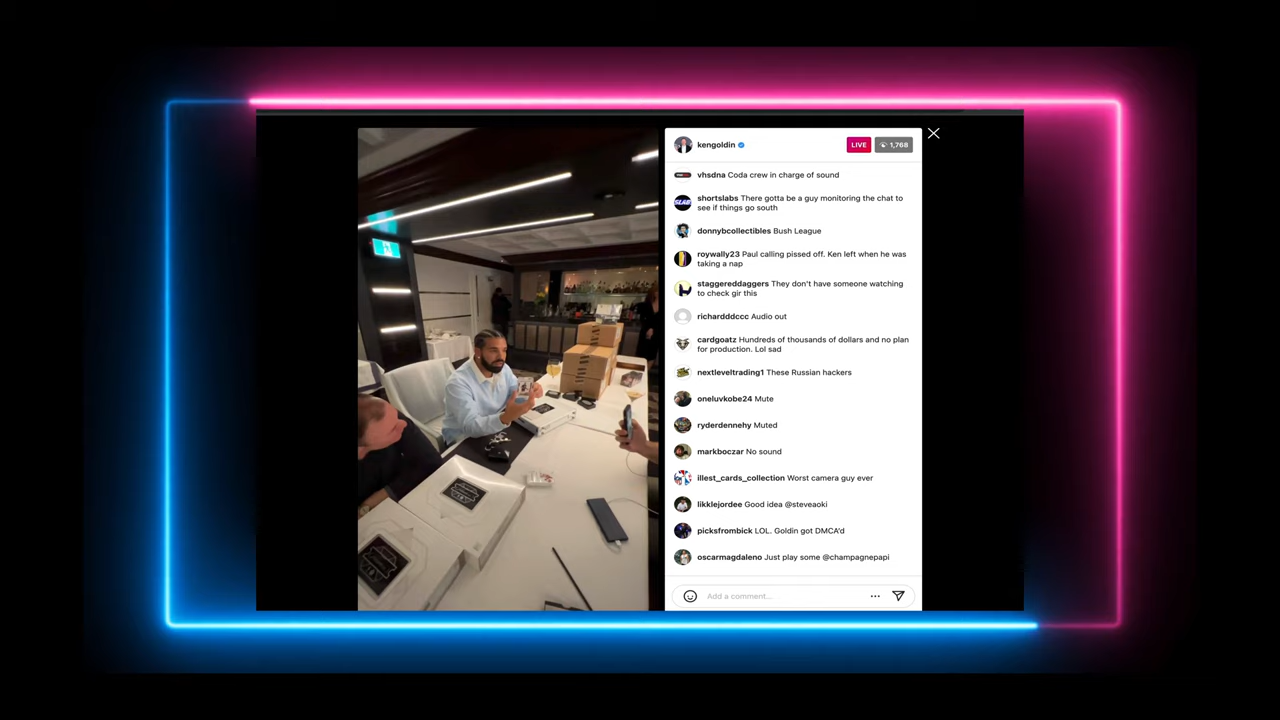 kengoldin
LIVE
1,768
vhsdna Coda crew in charge of sound
shortslabs There gotta be a guy monitoring the chat to
see if things go south
donnybcollectibles Bush League
roywally23 Paul calling pissed off. Ken left when he was
taking a nap
staggereddaggers They don't have someone watching
to check gir this
richardddccc Audio out
cardgoatz Hundreds of thousands of dollars and no plan
for production. Lol sad
nextleveltrading1 These Russian hackers
oneluvkobe24 Mute
ryderdennehy Muted
markboczar No sound
illest_cards_collection Worst camera guy ever
likklejordee Good idea @steveaoki
picksfrombick LOL. Goldin got DMCA'd
oscarmagdaleno Just play some @champagnepapi
Add a comment...